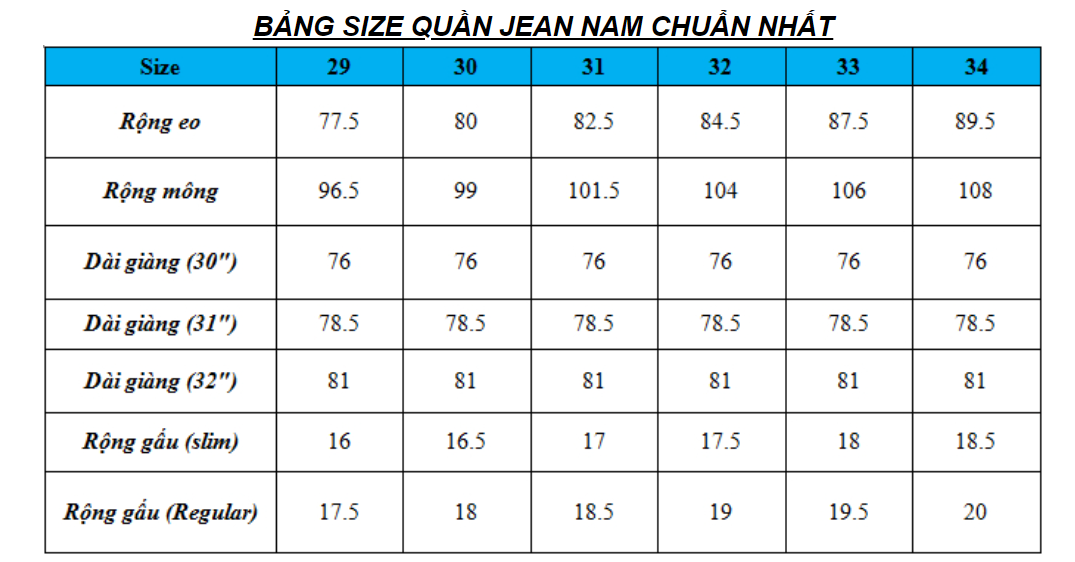 BẢNG SIZE QUẦN JEAN NAM CHUẨN NHẤT
Size 29 30 31 32 33 34
Rộng eo 77.5 80 82.5 84.5 87.5 89.5
Rộng mông 96.5 99 101.5 104 106 108
Dài giàng (30") 76 76 76 76 76 76
Dài giàng (31") 78.5 78.5 78.5 78.5 78.5 78.5
Dài giàng (32") 81 81 81 81 81 81
Rộng gấu (slim) 16 16.5 17 17.5 18 18.5
Rộng gấu (Regular) 17.5 18 18.5 19 19.5 20